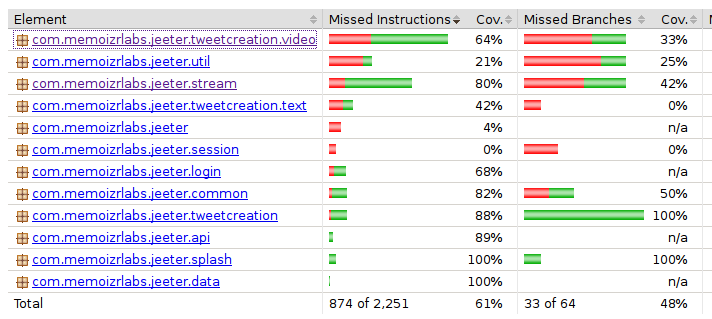 Element Missed Instructions Cov. Missed Branches Cov.
com.memoizrlabs.jeeter.tweetcreation.video 64% 33%
com.memoizrlabs.jeeter.util 21% 25%
com.memoizrlabs.jeeter.stream 80% 42%
com.memoizrlabs.jeeter.tweetcreation.text 42% 0%
com.memoizrlabs.jeeter 4% n/a
com.memoizrlabs.jeeter.session 0% 0%
com.memoizrlabs.jeeter.login 68% n/a
com.memoizrlabs.jeeter.common 82% 50%
com.memoizrlabs.jeeter.tweetcreation 88% 100%
com.memoizrlabs.jeeter.api 89% n/a
com.memoizrlabs.jeeter.splash 100% 100%
com.memoizrlabs.jeeter.data 100% n/a
Total 874 of 2,251 61% 33 of 64 48%